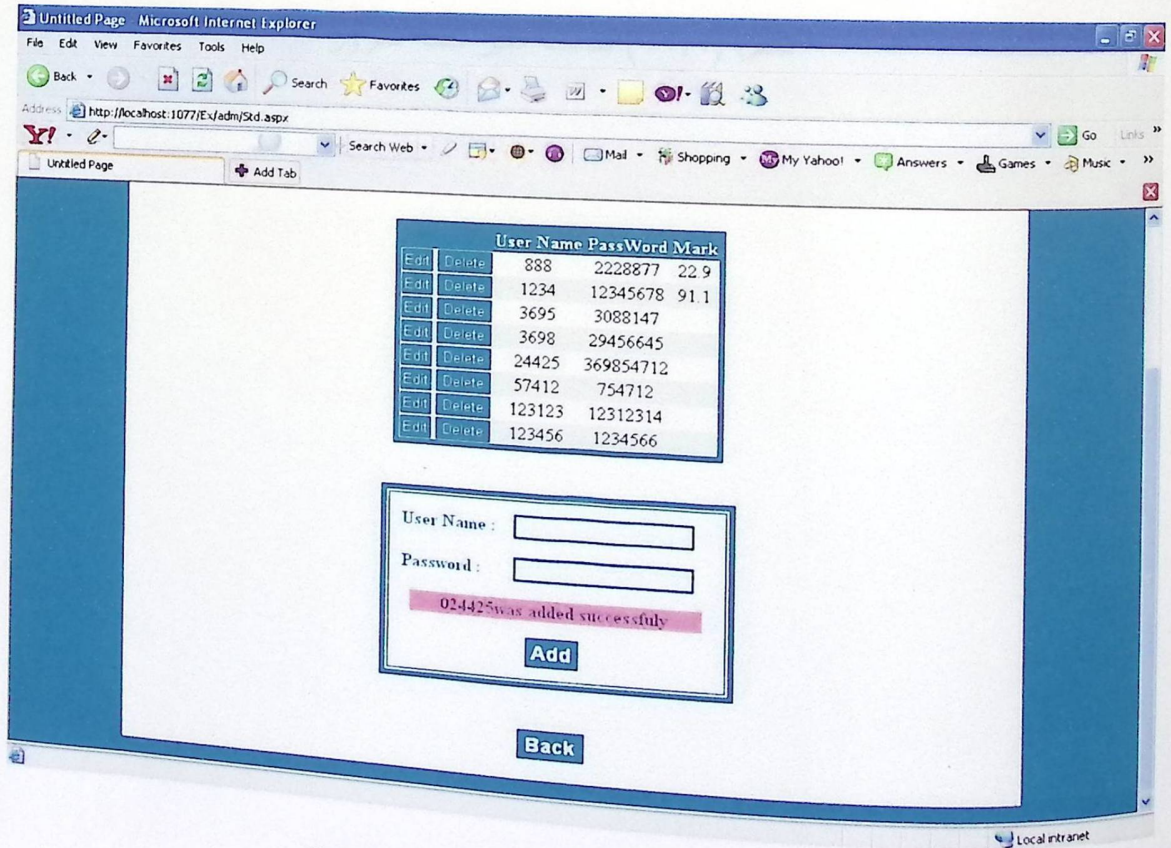 Untitled Page - Microsoft Internet Explorer
File Edit View Favorites Tools Help
Back Search Favorites
Address http://localhost:1077/Ex/adm/Std.aspx Go Links »
Y! Search Web Mail Shopping My Yahoo! Answers Games Music »
Untitled Page Add Tab
User Name PassWord Mark
Edit Delete 888 2228877 22.9
Edit Delete 1234 12345678 91.1
Edit Delete 3695 3088147
Edit Delete 3698 29456645
Edit Delete 24425 369854712
Edit Delete 57412 754712
Edit Delete 123123 12312314
Edit Delete 123456 1234566
User Name :
Password :
024425was added successfuly
Add
Back
Local intranet